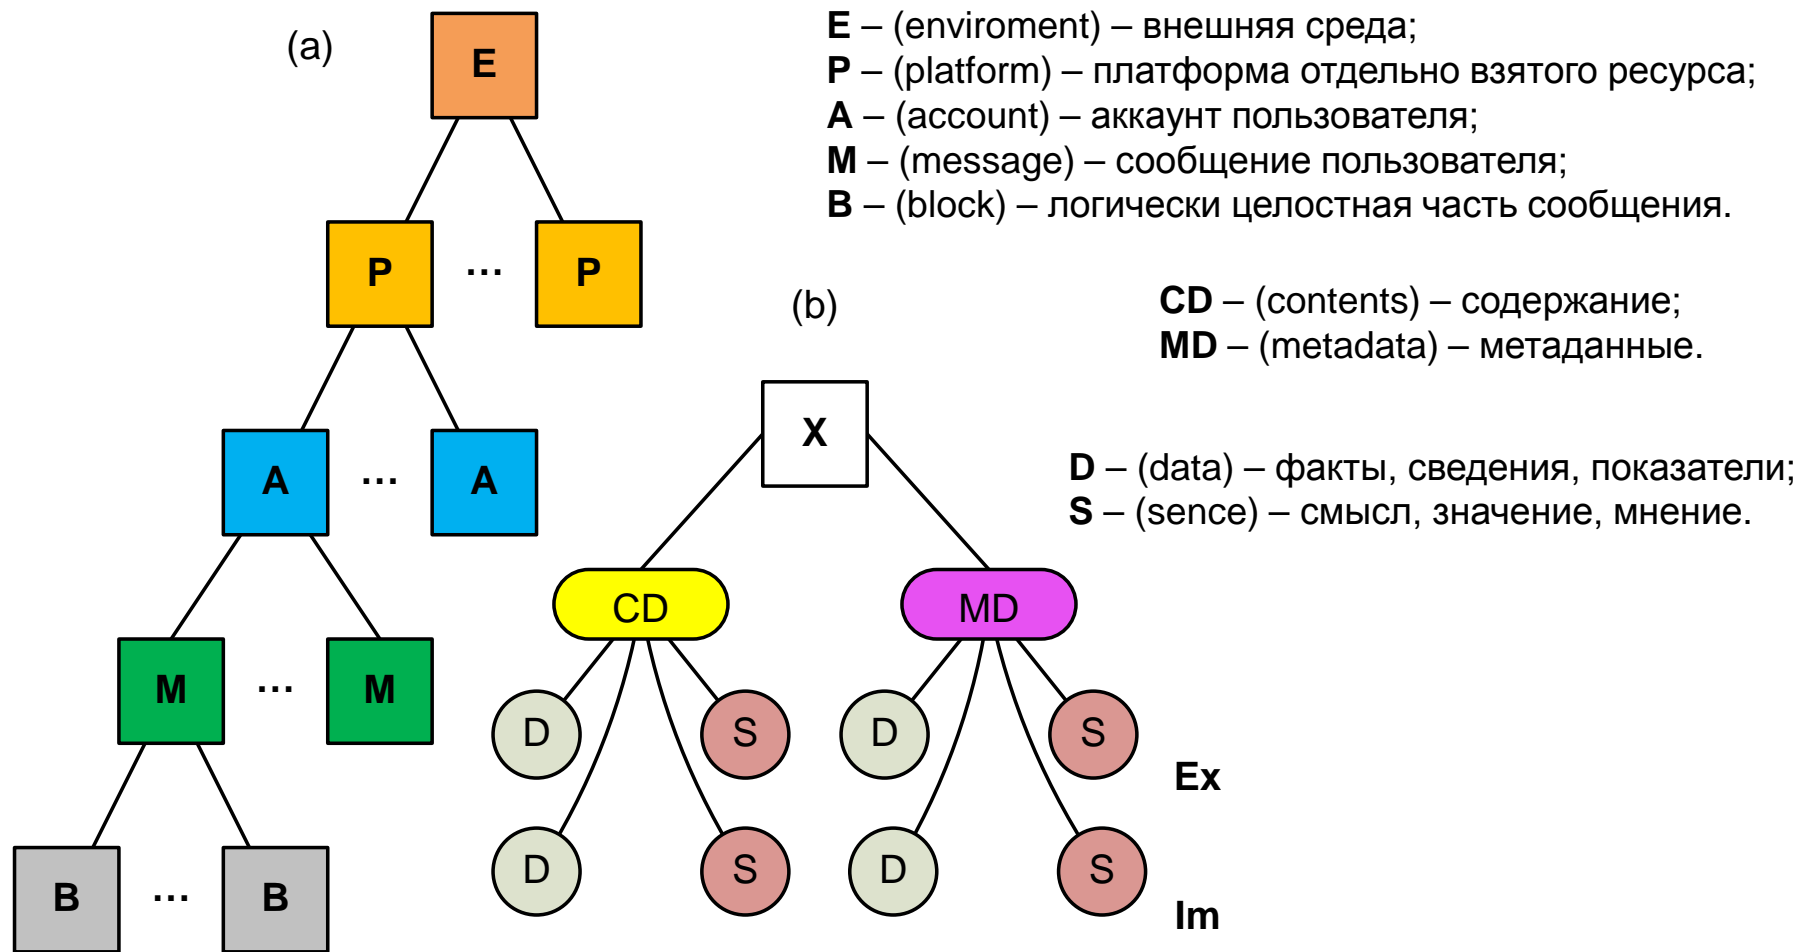 (a)
E
P ... P
A ... A
M ... M
B ... B
E – (enviroment) – внешняя среда;
P – (platform) – платформа отдельно взятого ресурса;
A – (account) – аккаунт пользователя;
M – (message) – сообщение пользователя;
B – (block) – логически целостная часть сообщения.
(b)
CD – (contents) – содержание;
MD – (metadata) – метаданные.
D – (data) – факты, сведения, показатели;
S – (sence) – смысл, значение, мнение.
X
CD MD
D S D S
Ex
D S D S
Im